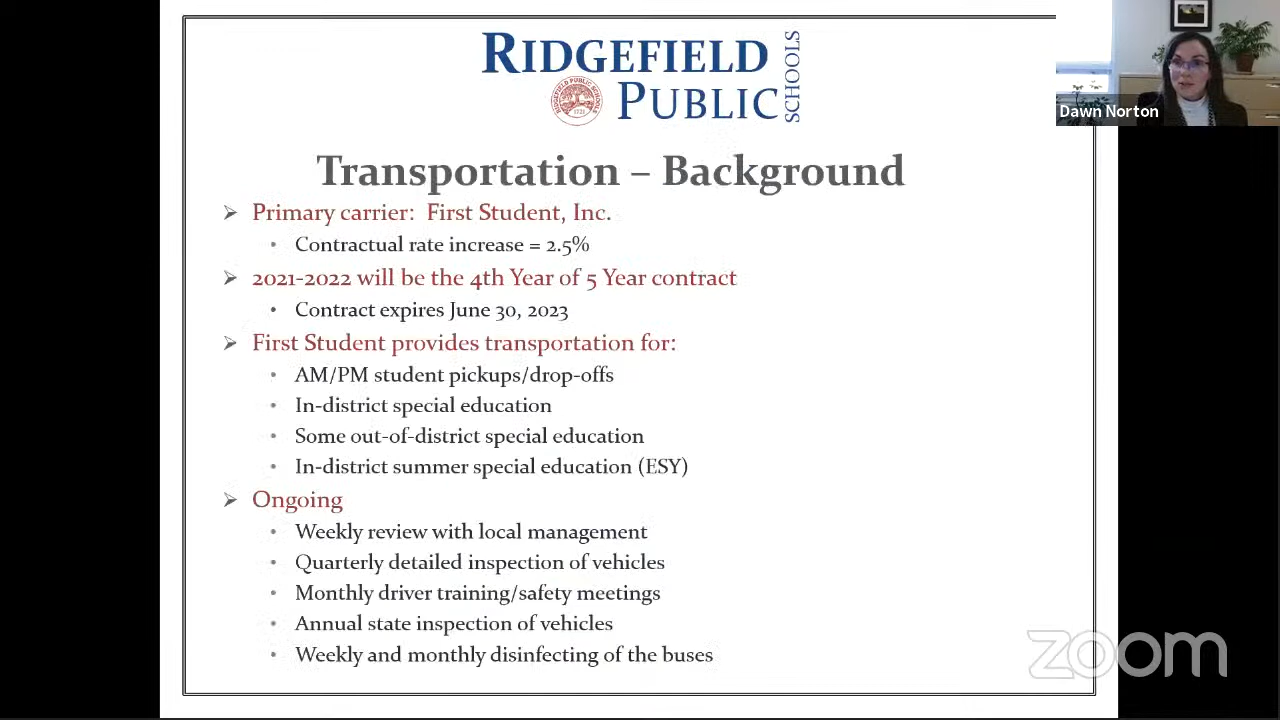 RIDGEFIELD
PUBLIC
SCHOOLS
RIDGEFIELD PUBLIC SCHOOLS
1721
Dawn Norton
Transportation – Background
➢ Primary carrier: First Student, Inc.
• Contractual rate increase = 2.5%
➢ 2021-2022 will be the 4th Year of 5 Year contract
• Contract expires June 30, 2023
➢ First Student provides transportation for:
• AM/PM student pickups/drop-offs
• In-district special education
• Some out-of-district special education
• In-district summer special education (ESY)
➢ Ongoing
• Weekly review with local management
• Quarterly detailed inspection of vehicles
• Monthly driver training/safety meetings
• Annual state inspection of vehicles
• Weekly and monthly disinfecting of the buses
zoom